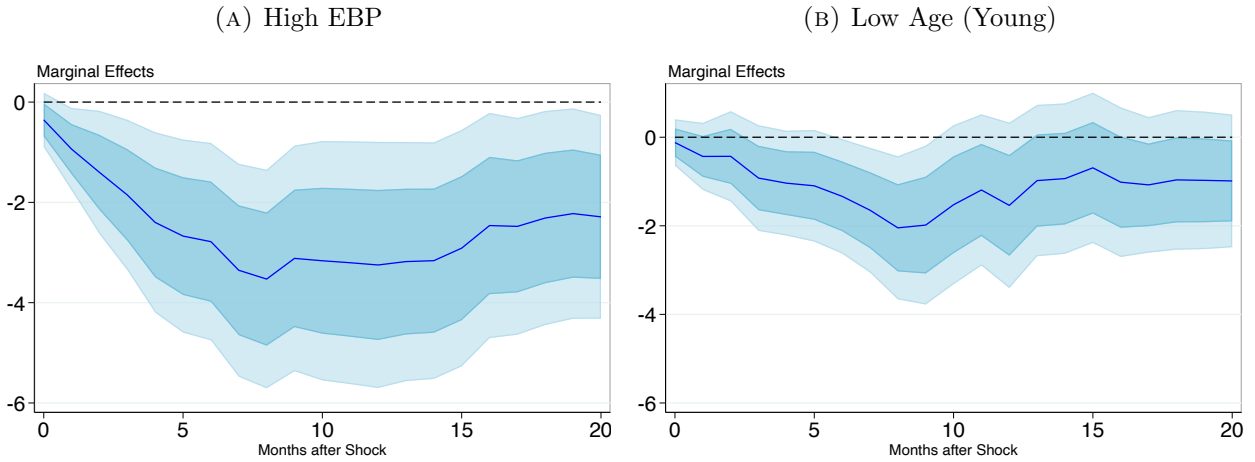 (A) High EBP
Marginal Effects
0
-2
-4
-6
0 5 10 15 20
Months after Shock
(B) Low Age (Young)
Marginal Effects
0
-2
-4
-6
0 5 10 15 20
Months after Shock